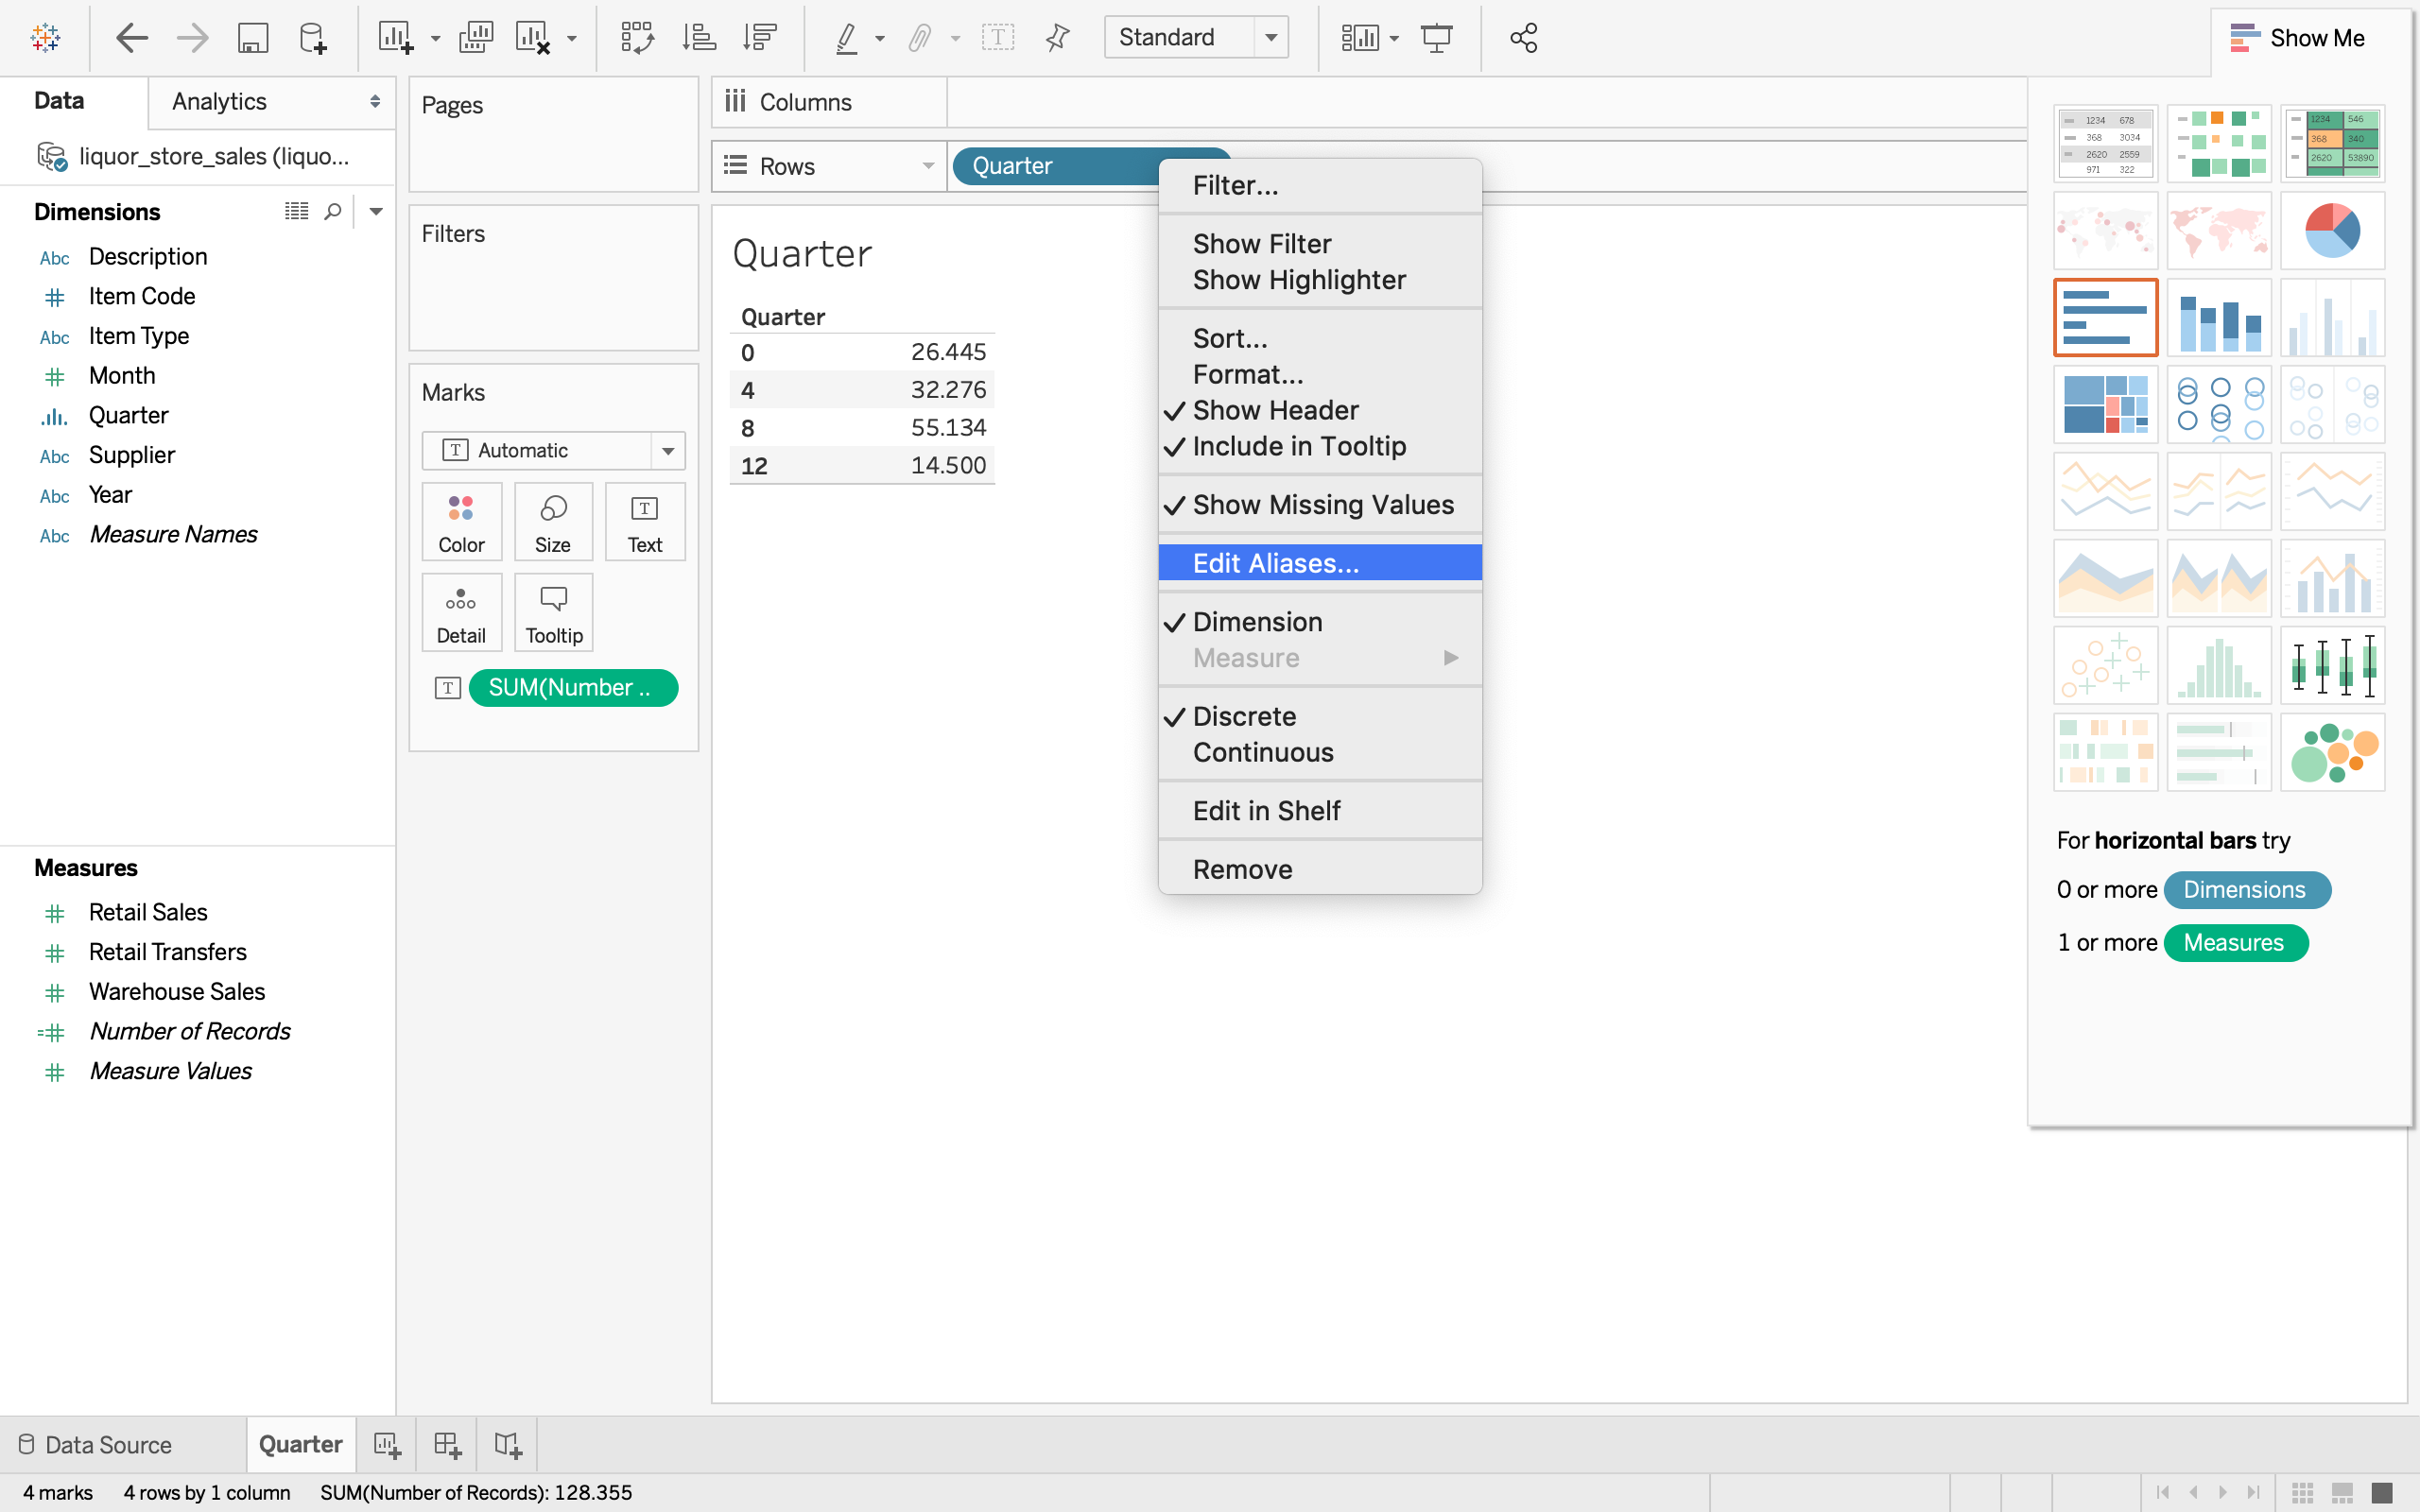 Standard
Show Me
Data
Analytics
liquor_store_sales (liquo...
Dimensions
Abc Description
Item Code
Abc Item Type
Month
Quarter
Abc Supplier
Abc Year
Abc Measure Names
Measures
Retail Sales
Retail Transfers
Warehouse Sales
Number of Records
Measure Values
Pages
Filters
Marks
T Automatic
Color
Size
T Text
Detail
Tooltip
T SUM(Number ..
Columns
Rows
Quarter
Quarter
Quarter
0 26.445
4 32.276
8 55.134
12 14.500
Filter...
Show Filter
Show Highlighter
Sort...
Format...
Show Header
Include in Tooltip
Show Missing Values
Edit Aliases...
Dimension
Measure
Discrete
Continuous
Edit in Shelf
Remove
1234 678
368 3034
2620 2559
971 322
1234 546
368 340
2620 53890
For horizontal bars try
0 or more Dimensions
1 or more Measures
Data Source
Quarter
4 marks 4 rows by 1 column SUM(Number of Records): 128.355